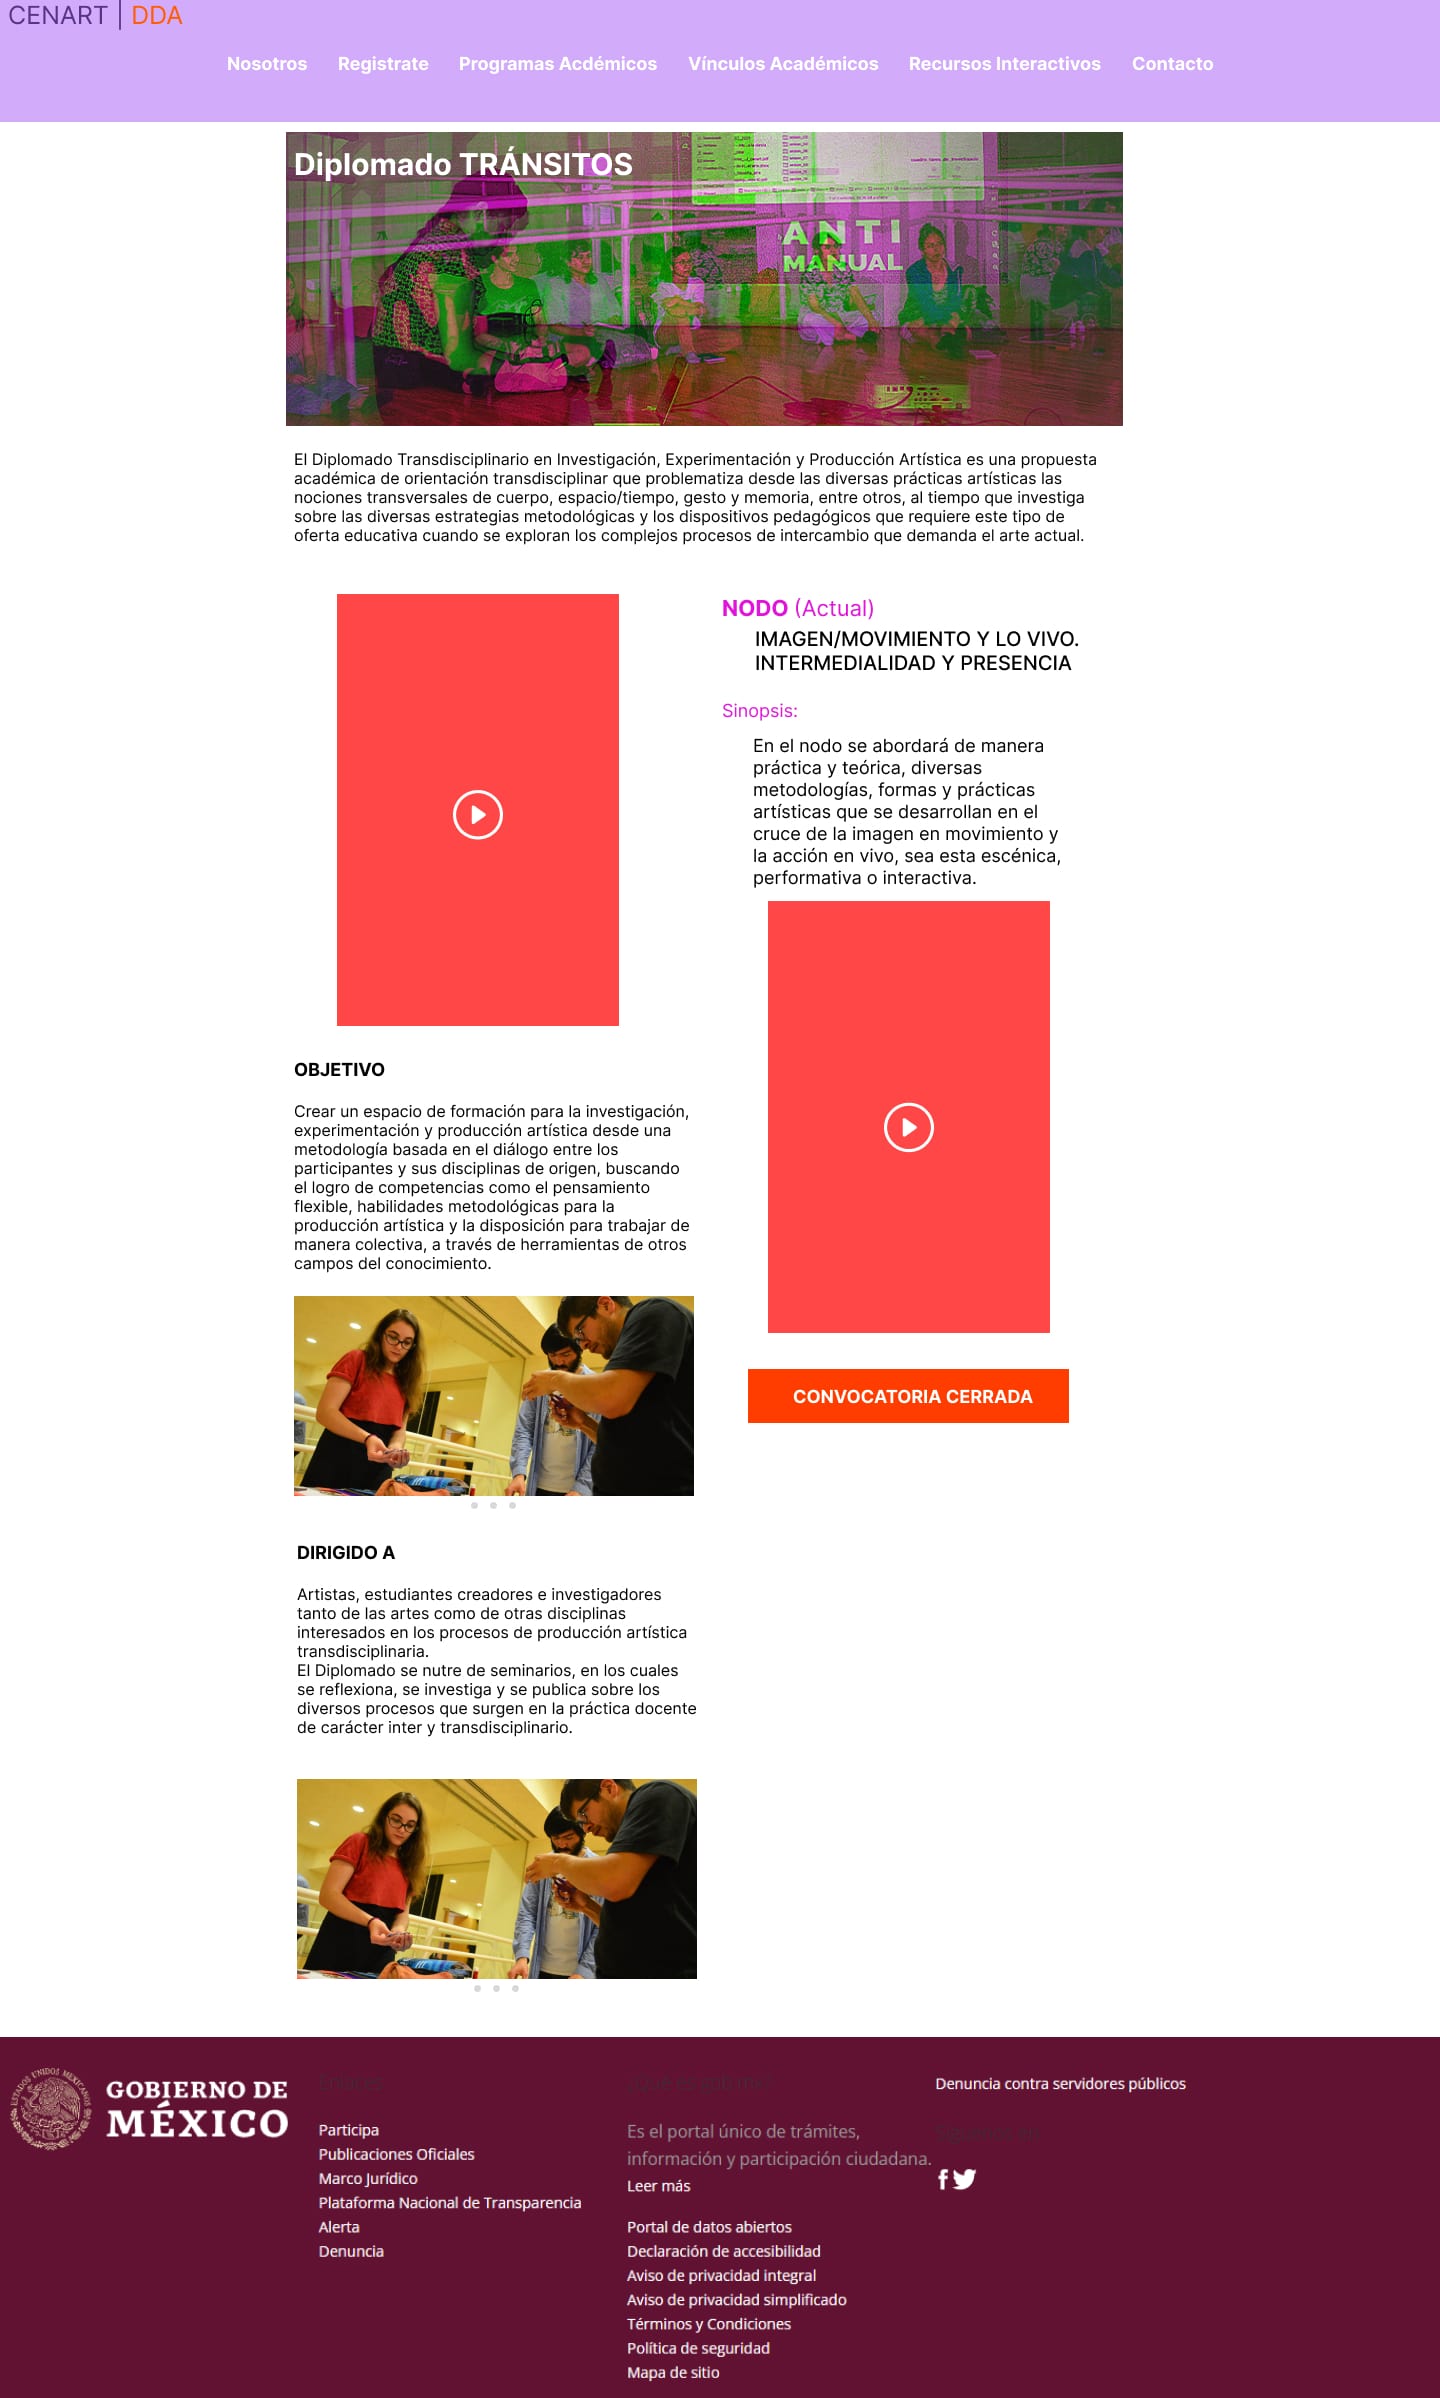 CENART | DDA
Nosotros Registrate Programas Acdémicos Vínculos Académicos Recursos Interactivos Contacto
Diplomado TRÁNSITOS
ANTI
MANUAL
El Diplomado Transdisciplinario en Investigación, Experimentación y Producción Artística es una propuesta
académica de orientación transdisciplinar que problematiza desde las diversas prácticas artísticas las
nociones transversales de cuerpo, espacio/tiempo, gesto y memoria, entre otros, al tiempo que investiga
sobre las diversas estrategias metodológicas y los dispositivos pedagógicos que requiere este tipo de
oferta educativa cuando se exploran los complejos procesos de intercambio que demanda el arte actual.
NODO (Actual)
IMAGEN/MOVIMIENTO Y LO VIVO.
INTERMEDIALIDAD Y PRESENCIA
Sinopsis:
En el nodo se abordará de manera
práctica y teórica, diversas
metodologías, formas y prácticas
artísticas que se desarrollan en el
cruce de la imagen en movimiento y
la acción en vivo, sea esta escénica,
performativa o interactiva.
OBJETIVO
Crear un espacio de formación para la investigación,
experimentación y producción artística desde una
metodología basada en el diálogo entre los
participantes y sus disciplinas de origen, buscando
el logro de competencias como el pensamiento
flexible, habilidades metodológicas para la
producción artística y la disposición para trabajar de
manera colectiva, a través de herramientas de otros
campos del conocimiento.
CONVOCATORIA CERRADA
DIRIGIDO A
Artistas, estudiantes creadores e investigadores
tanto de las artes como de otras disciplinas
interesados en los procesos de producción artística
transdisciplinaria.
El Diplomado se nutre de seminarios, en los cuales
se reflexiona, se investiga y se publica sobre los
diversos procesos que surgen en la práctica docente
de carácter inter y transdisciplinario.
ESTADOS UNIDOS MEXICANOS
GOBIERNO DE
MÉXICO
Enlaces
Participa
Publicaciones Oficiales
Marco Jurídico
Plataforma Nacional de Transparencia
Alerta
Denuncia
¿Qué es gob.mx?
Es el portal único de trámites,
información y participación ciudadana.
Leer más
Portal de datos abiertos
Declaración de accesibilidad
Aviso de privacidad integral
Aviso de privacidad simplificado
Términos y Condiciones
Política de seguridad
Mapa de sitio
Denuncia contra servidores públicos
Síguenos en